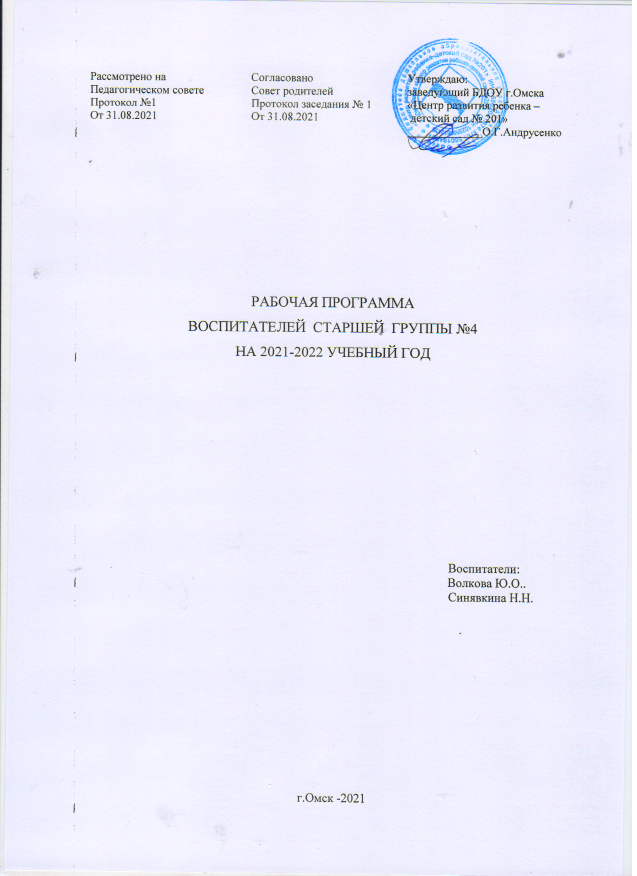 Рассмотрено на
Педагогическом совете
Протокол №1
От 31.08.2021
Согласовано
Совет родителей
Протокол заседания № 1
От 31.08.2021
Утверждаю:
заведующий БДОУ г.Омска
«Центр развития ребенка –
детский сад № 201»
О.Г.Андрусенко
РАБОЧАЯ ПРОГРАММА
ВОСПИТАТЕЛЕЙ СТАРШЕЙ ГРУППЫ №4
НА 2021-2022 УЧЕБНЫЙ ГОД
Воспитатели:
Волкова Ю.О..
Синявкина Н.Н.
г.Омск -2021